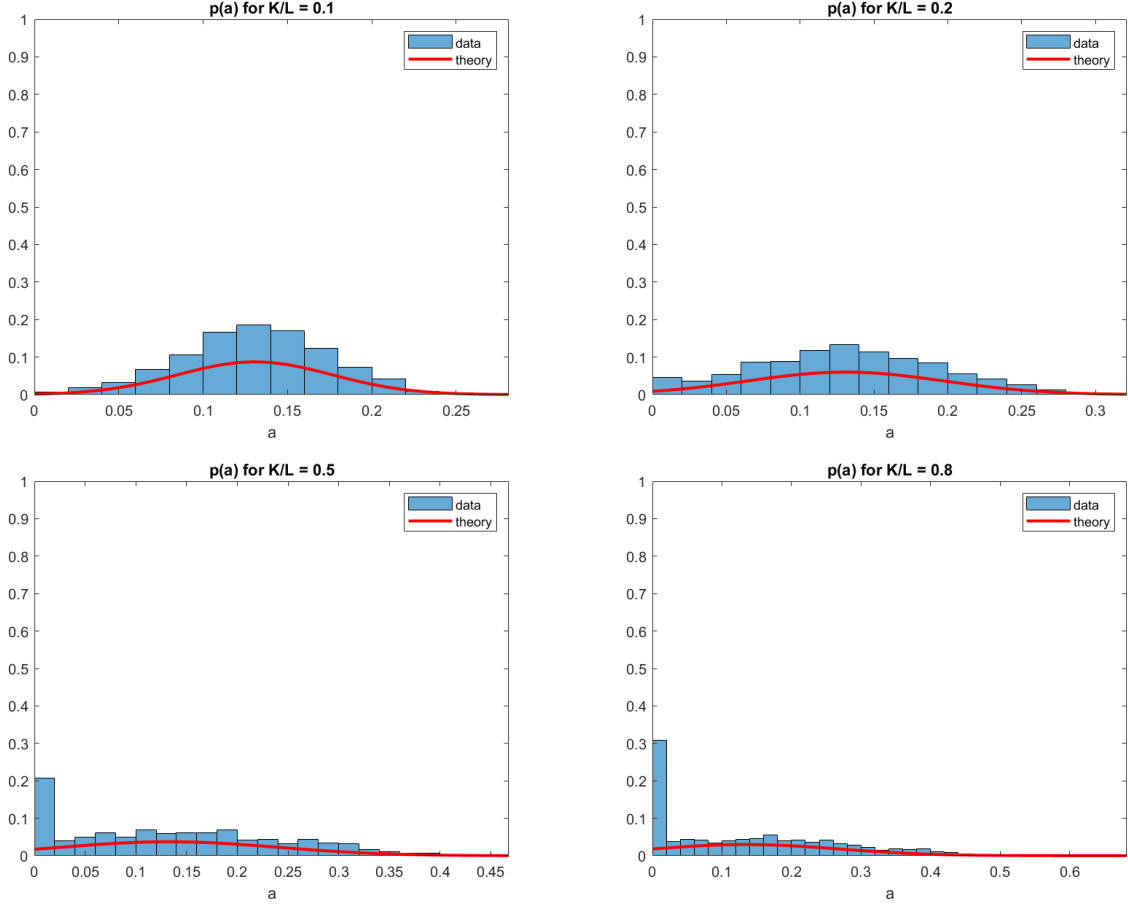 p(a) for K/L = 0.1
1
0.9
0.8
0.7
0.6
0.5
0.4
0.3
0.2
0.1
0
data
theory
0 0.05 0.1 0.15 0.2 0.25
a
p(a) for K/L = 0.2
1
0.9
0.8
0.7
0.6
0.5
0.4
0.3
0.2
0.1
0
data
theory
0 0.05 0.1 0.15 0.2 0.25 0.3
a
p(a) for K/L = 0.5
1
0.9
0.8
0.7
0.6
0.5
0.4
0.3
0.2
0.1
0
data
theory
0 0.05 0.1 0.15 0.2 0.25 0.3 0.35 0.4 0.45
a
p(a) for K/L = 0.8
1
0.9
0.8
0.7
0.6
0.5
0.4
0.3
0.2
0.1
0
data
theory
0 0.1 0.2 0.3 0.4 0.5 0.6
a